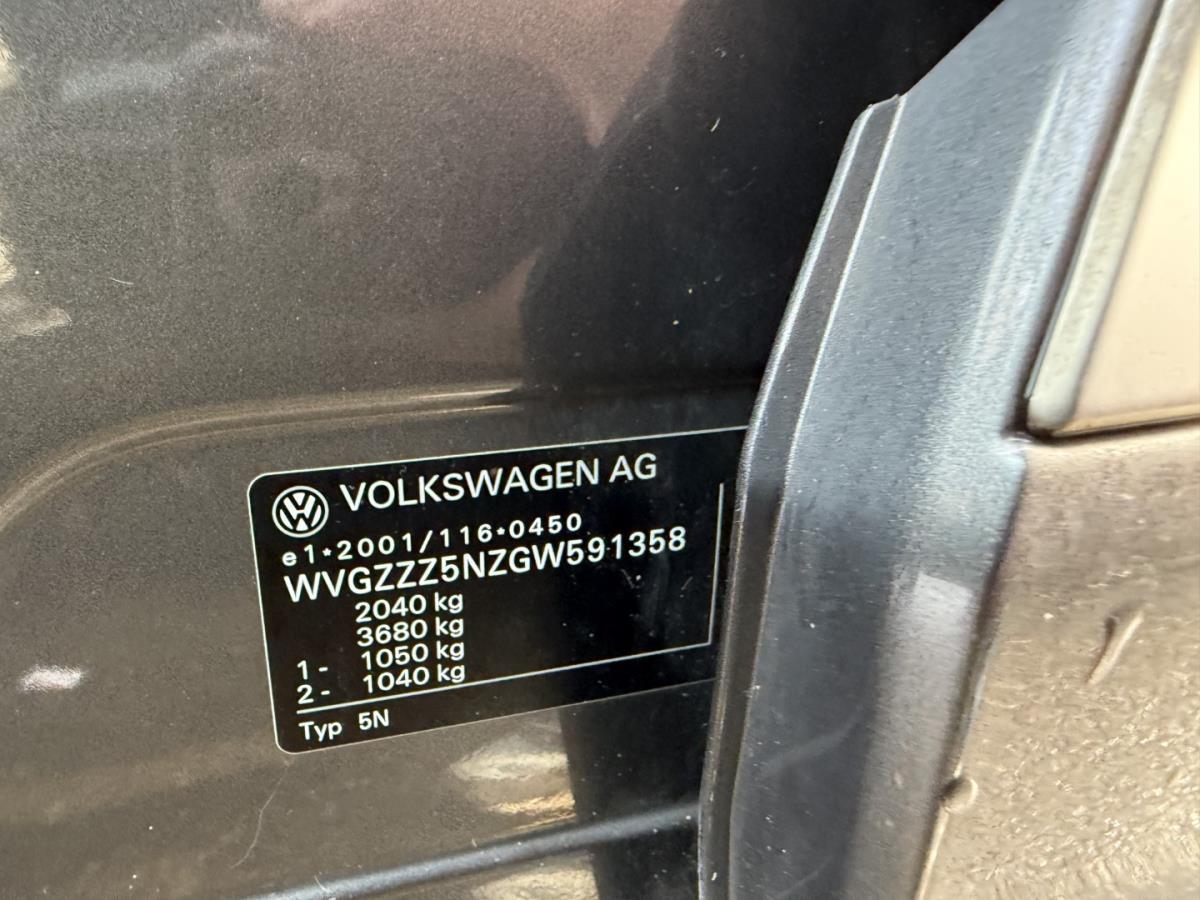 VOLKSWAGEN AG
e1*2001/116*0450
WVGZZZ5NZGW591358
2040 kg
3680 kg
1- 1050 kg
2- 1040 kg
Typ 5N